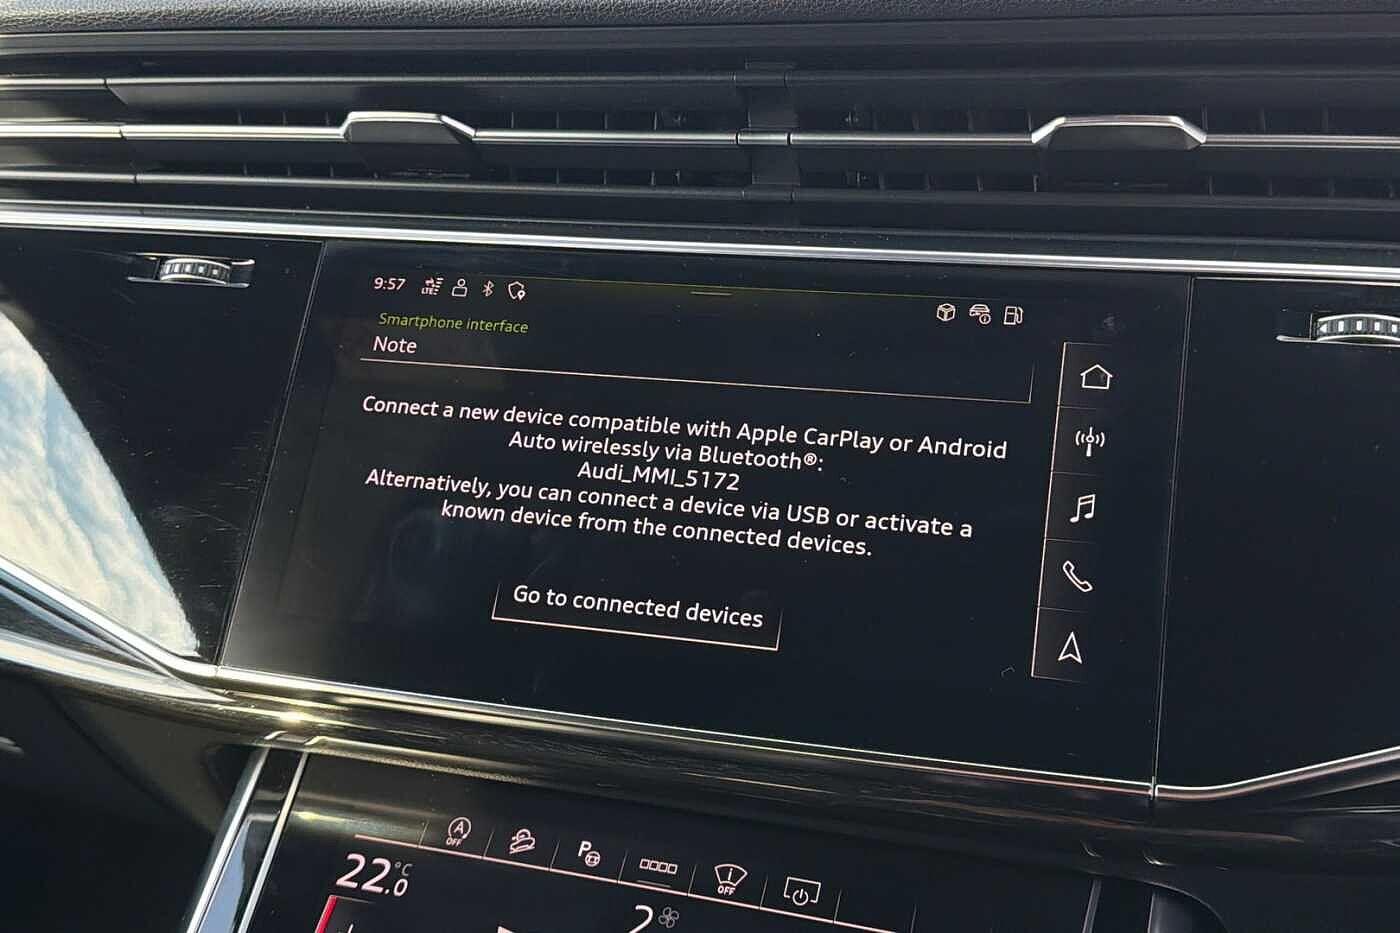 9:57
LTE
Smartphone interface
Note
Connect a new device compatible with Apple CarPlay or Android
Auto wirelessly via Bluetooth®:
Audi_MMI_5172
Alternatively, you can connect a device via USB or activate a
known device from the connected devices.
Go to connected devices
A
OFF
P
OFF
22.0 °C
2